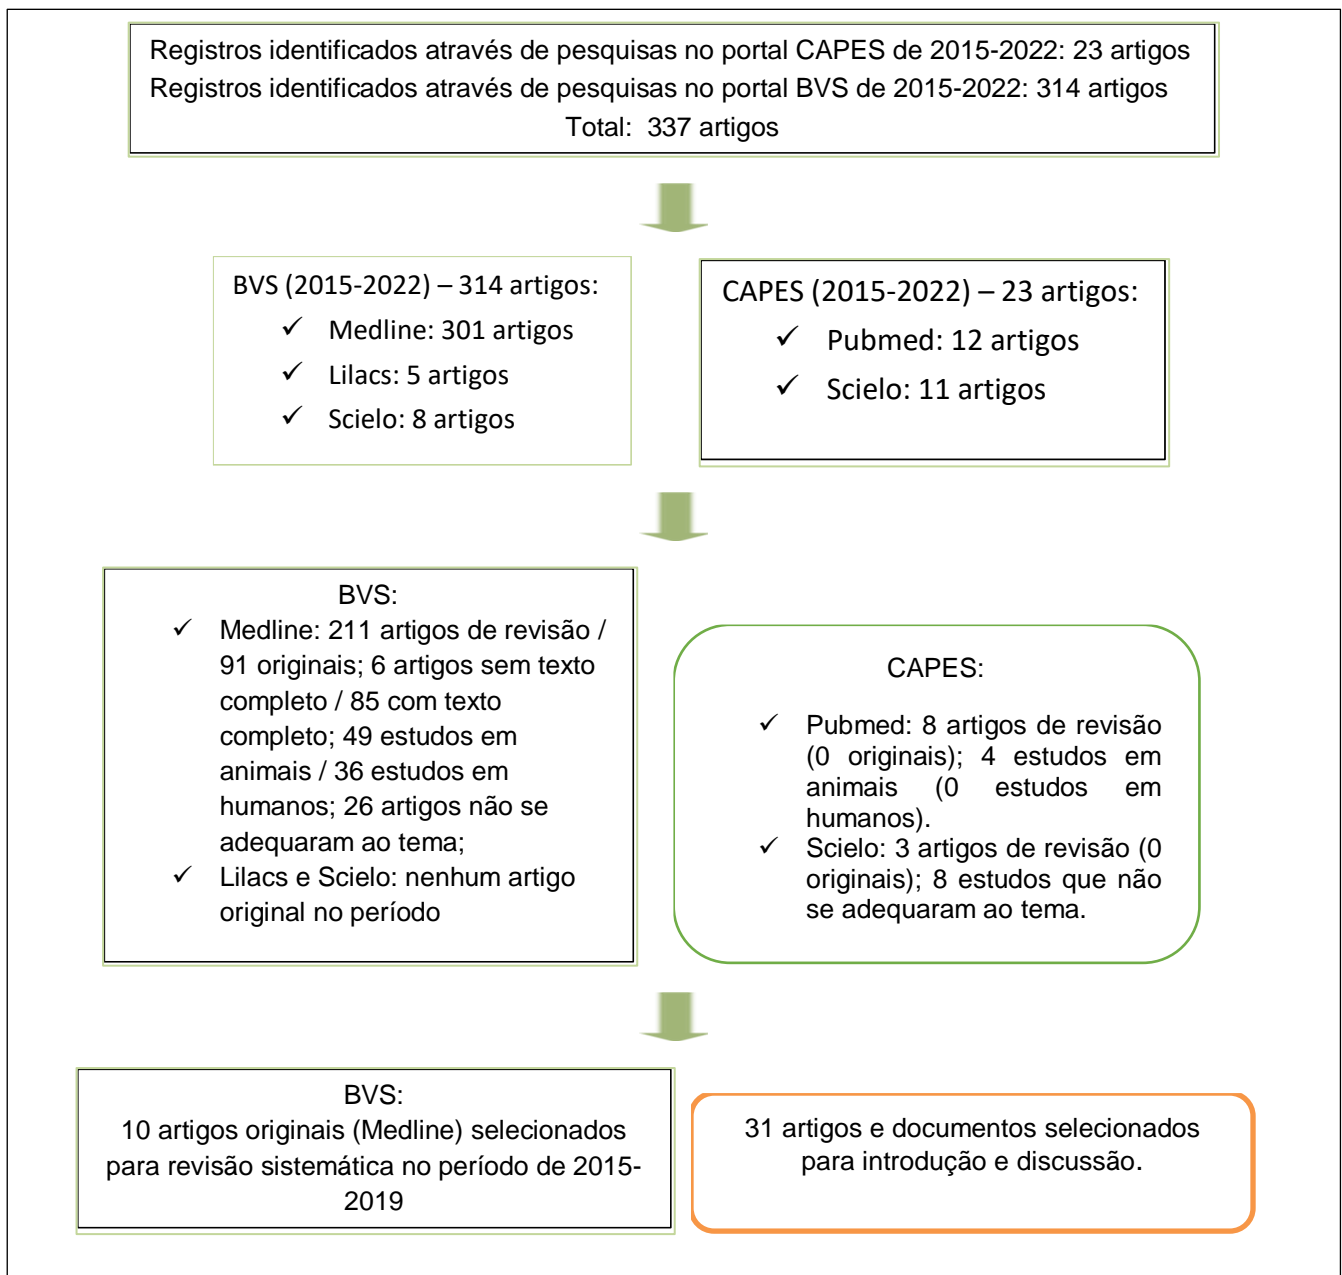 Registros identificados através de pesquisas no portal CAPES de 2015-2022: 23 artigos
Registros identificados através de pesquisas no portal BVS de 2015-2022: 314 artigos
Total: 337 artigos
BVS (2015-2022) – 314 artigos:
✓ Medline: 301 artigos
✓ Lilacs: 5 artigos
✓ Scielo: 8 artigos
CAPES (2015-2022) – 23 artigos:
✓ Pubmed: 12 artigos
✓ Scielo: 11 artigos
BVS:
✓ Medline: 211 artigos de revisão /
91 originais; 6 artigos sem texto
completo / 85 com texto
completo; 49 estudos em
animais / 36 estudos em
humanos; 26 artigos não se
adequaram ao tema;
✓ Lilacs e Scielo: nenhum artigo
original no período
CAPES:
✓ Pubmed: 8 artigos de revisão
(0 originais); 4 estudos em
animais (0 estudos em
humanos).
✓ Scielo: 3 artigos de revisão (0
originais); 8 estudos que não
se adequaram ao tema.
BVS:
10 artigos originais (Medline) selecionados
para revisão sistemática no período de 2015-
2019
31 artigos e documentos selecionados
para introdução e discussão.